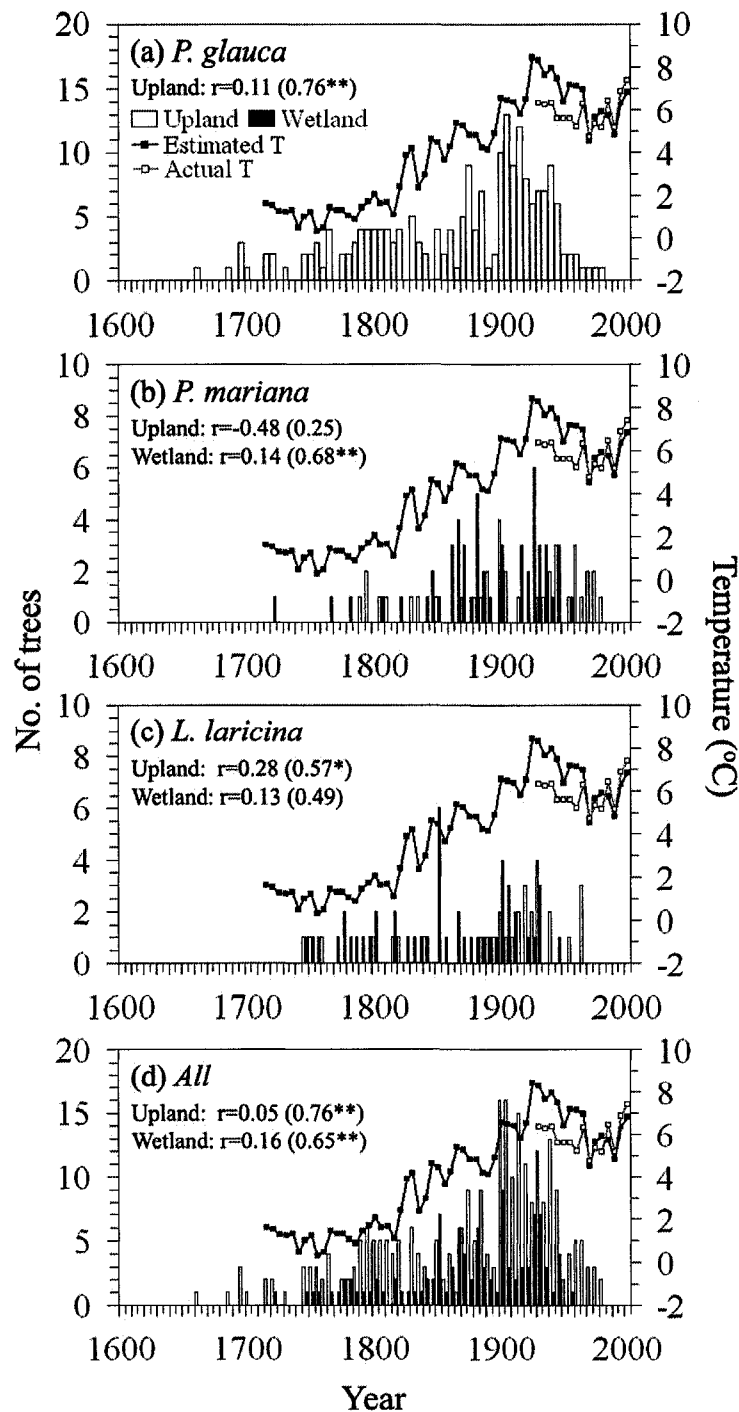 (a) P. glauca
Upland: r=0.11 (0.76**)
Upland Wetland
Estimated T
Actual T
20
15
10
5
0
10
8
6
4
2
0
-2
1600 1700 1800 1900 2000
(b) P. mariana
Upland: r=-0.48 (0.25)
Wetland: r=0.14 (0.68**)
10
8
6
4
2
0
10
8
6
4
2
0
-2
1600 1700 1800 1900 2000
No. of trees
Temperature (ºC)
(c) L. laricina
Upland: r=0.28 (0.57*)
Wetland: r=0.13 (0.49)
10
8
6
4
2
0
10
8
6
4
2
0
-2
1600 1700 1800 1900 2000
(d) All
Upland: r=0.05 (0.76**)
Wetland: r=0.16 (0.65**)
20
15
10
5
0
10
8
6
4
2
0
-2
1600 1700 1800 1900 2000
Year